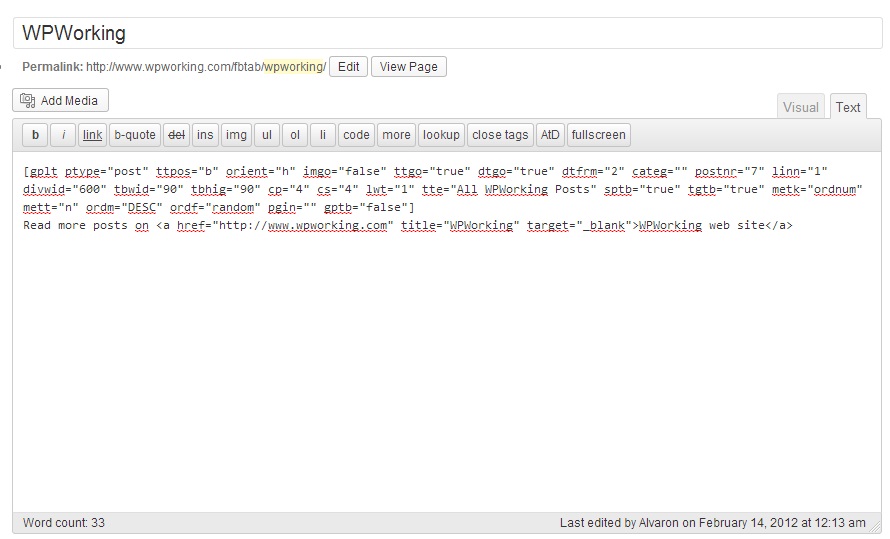 WPWorking
Permalink: http://www.wpworking.com/fbtab/wpworking/ Edit View Page
Add Media
Visual Text
b i link b-quote del ins img ul ol li code more lookup close tags AtD fullscreen
[gplt ptype="post" ttpos="b" orient="h" imgo="false" ttgo="true" dtgo="true" dtfrm="2" categ="" postnr="7" linn="1"
divwid="600" tbwid="90" tbhig="90" cp="4" cs="4" lwt="1" tte="All WPWorking Posts" sptb="true" tgtb="true" metk="ordnum"
mett="n" ordm="DESC" ordf="random" pgin="" gptb="false"]
Read more posts on <a href="http://www.wpworking.com" title="WPWorking" target="_blank">WPWorking web site</a>
Word count: 33
Last edited by Alvaron on February 14, 2012 at 12:13 am